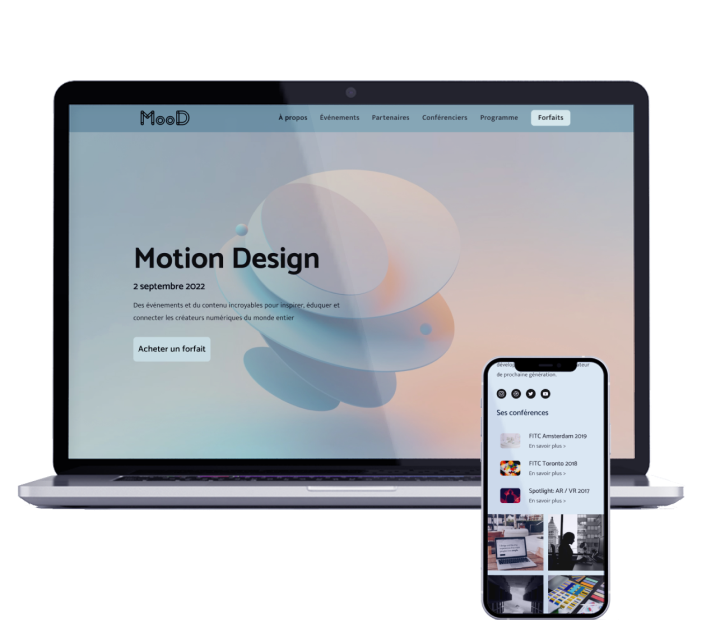 MooD
À propos
Événements
Partenaires
Conférenciers
Programme
Forfaits
Motion Design
2 septembre 2022
Des événements et du contenu incroyables pour inspirer, éduquer et
connecter les créateurs numériques du monde entier
Acheter un forfait
de prochaine génération.
Ses conférences
FITC Amsterdam 2019
En savoir plus >
FITC Toronto 2018
En savoir plus >
Spotlight: AR / VR 2017
En savoir plus >